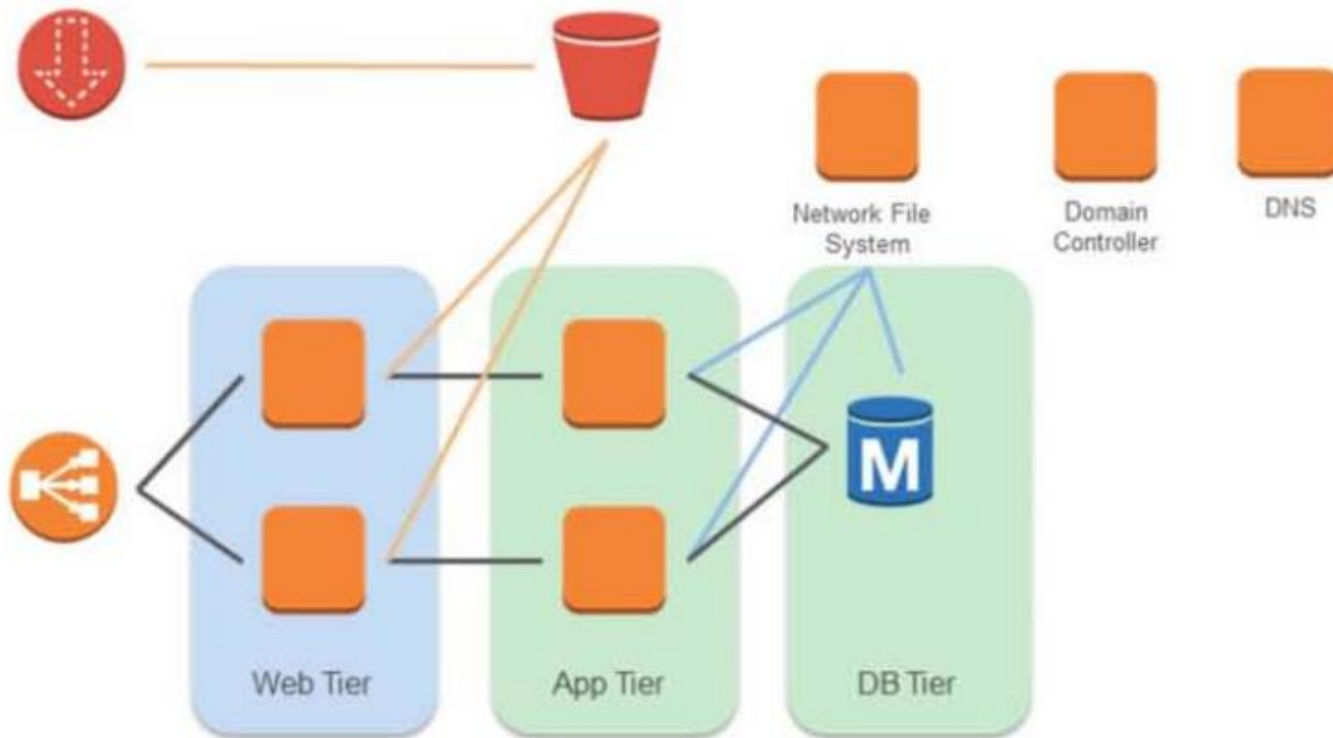 Network File
System
Domain
Controller
DNS
M
Web Tier
App Tier
DB Tier